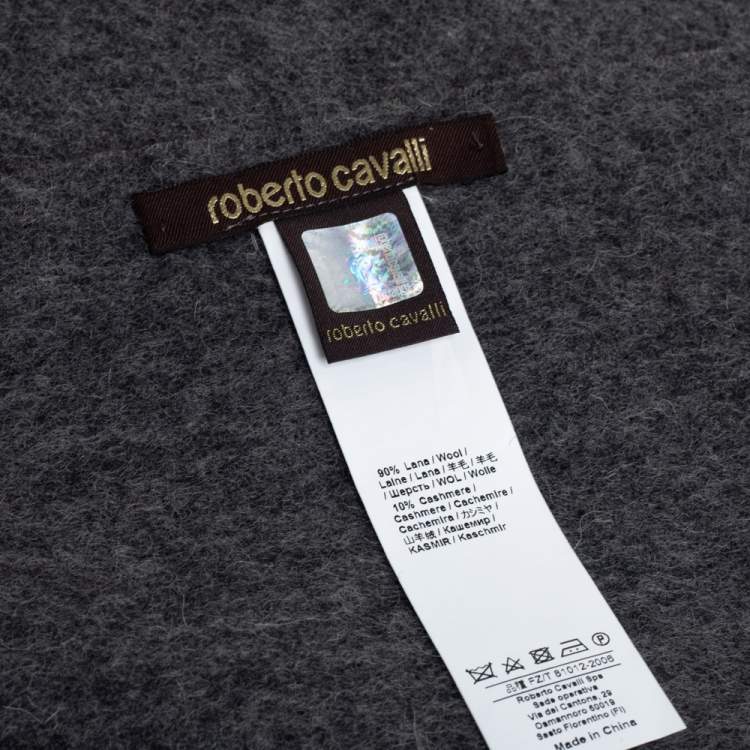 roberto cavalli
roberto cavalli
90% Lana / Wool /
Laine / Lana / 羊毛 / 羊毛
/ Шерсть / WOL / Wolle
10% Cashmere /
Cashmere / Cachemire /
Cachemira / カシミヤ /
山羊绒 / Кашемир /
KASMIR / Kaschmir
P
FZ/T 81012-2008
Roberto Cavalli Spa
Sede operativa
Via del Cantone, 29
Osmannoro 50019
Sesto Fiorentino (FI)
Made in China